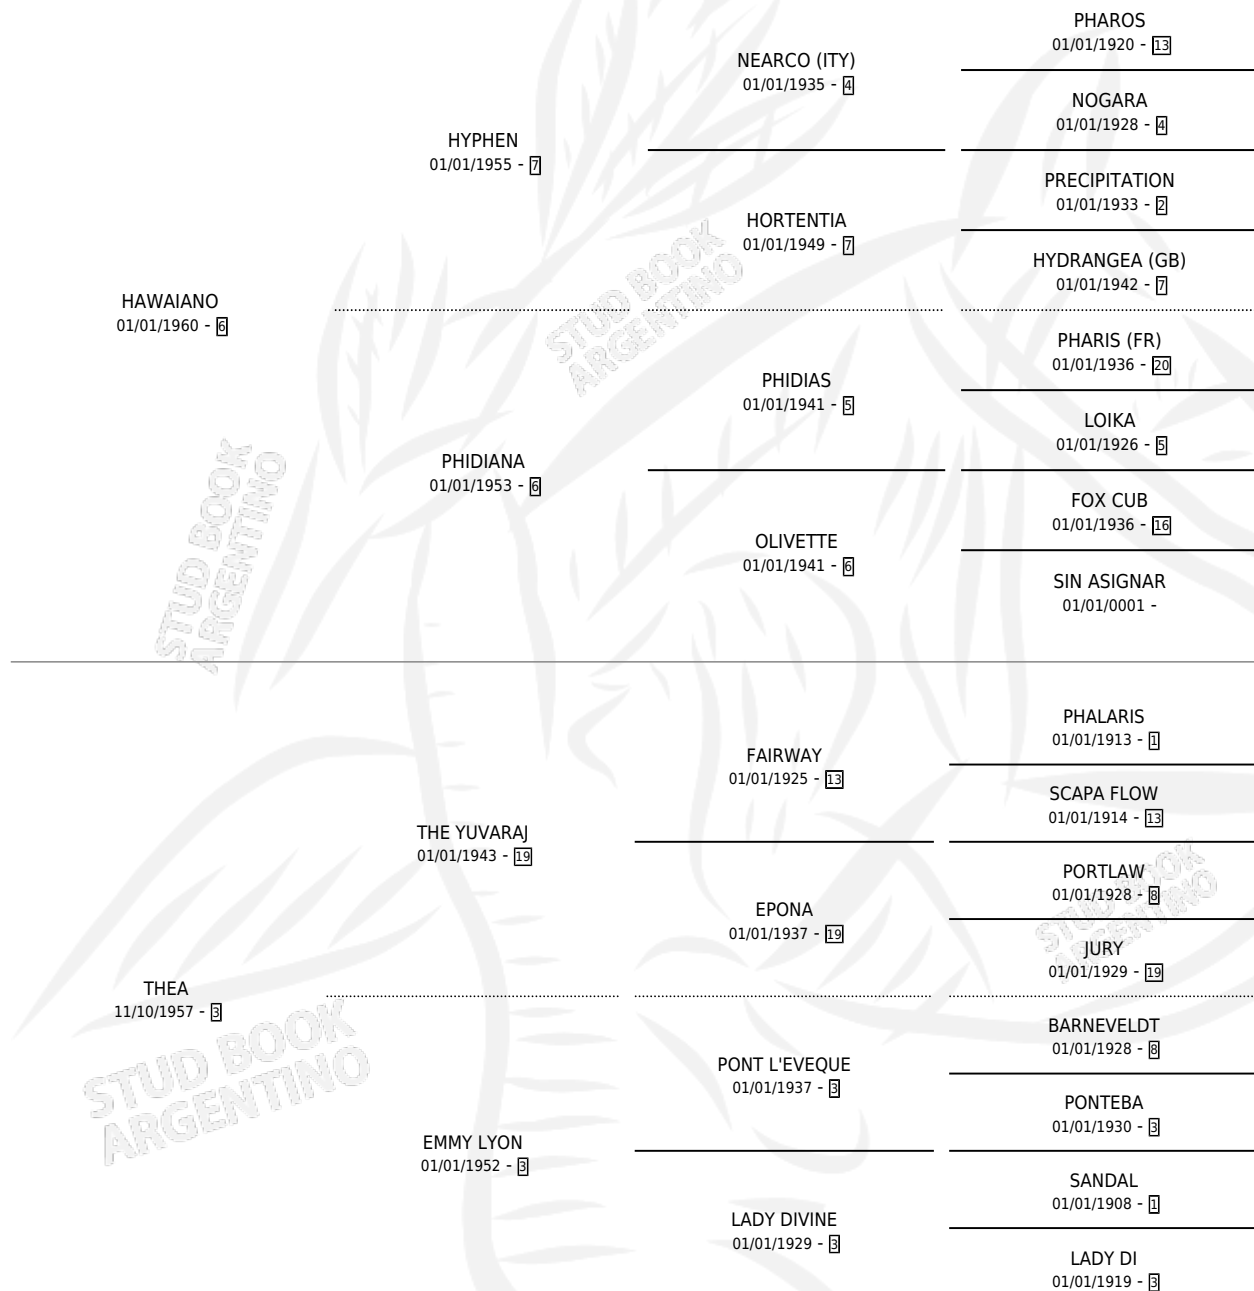 PHAROS
01/01/1920 - 13
NEARCO (ITY)
01/01/1935 - 4
NOGARA
01/01/1928 - 4
HYPHEN
01/01/1955 - 7
PRECIPITATION
01/01/1933 - 2
HORTENTIA
01/01/1949 - 7
HYDRANGEA (GB)
01/01/1942 - 7
HAWAIANO
01/01/1960 - 6
PHARIS (FR)
01/01/1936 - 20
PHIDIAS
01/01/1941 - 5
LOIKA
01/01/1926 - 5
PHIDIANA
01/01/1953 - 6
FOX CUB
01/01/1936 - 16
OLIVETTE
01/01/1941 - 6
SIN ASIGNAR
01/01/0001 -
PHALARIS
01/01/1913 - 1
FAIRWAY
01/01/1925 - 13
SCAPA FLOW
01/01/1914 - 13
THE YUVARAJ
01/01/1943 - 19
PORTLAW
01/01/1928 - 8
EPONA
01/01/1937 - 19
JURY
01/01/1929 - 19
THEA
11/10/1957 - 3
BARNEVELDT
01/01/1928 - 8
PONT L'EVEQUE
01/01/1937 - 3
PONTEBA
01/01/1930 - 3
EMMY LYON
01/01/1952 - 3
SANDAL
01/01/1908 - 1
LADY DIVINE
01/01/1929 - 3
LADY DI
01/01/1919 - 3
STUD BOOK
ARGENTINO
STUD BOOK
ARGENTINO
STUD BOOK
ARGENTINO
STUD BOOK
ARGENTINO